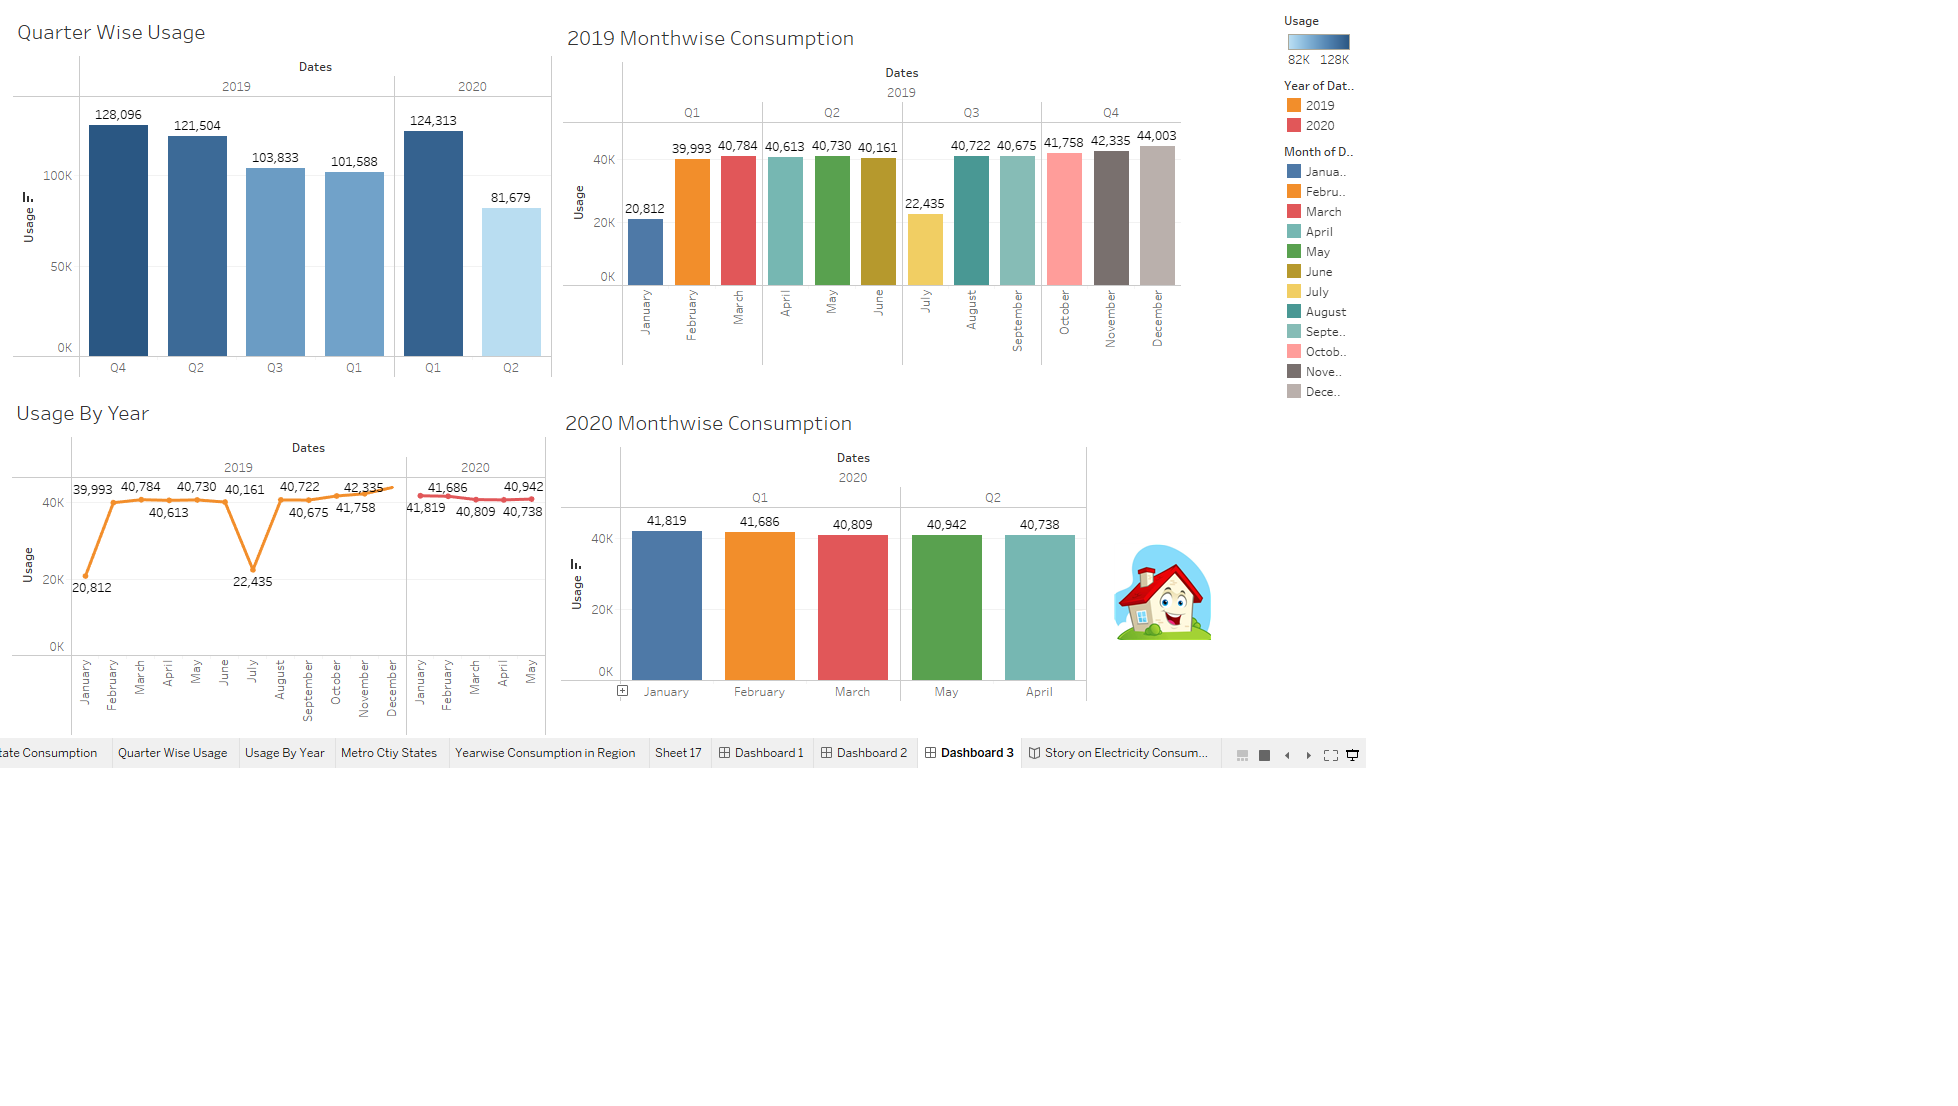 Quarter Wise Usage
Dates
2019 2020
128,096 121,504 103,833 101,588 124,313 81,679
100K
50K
0K
Usage
Q4 Q2 Q3 Q1 Q1 Q2
2019 Monthwise Consumption
Dates
2019
Q1 Q2 Q3 Q4
20,812 39,993 40,784 40,613 40,730 40,161 22,435 40,722 40,675 41,758 42,335 44,003
40K
20K
0K
Usage
January February March April May June July August September October November December
Usage
82K 128K
Year of Dat..
2019
2020
Month of D..
Janua..
Febru..
March
April
May
June
July
August
Septe..
Octob..
Nove..
Dece..
Usage By Year
Dates
2019 2020
39,993 40,784 40,730 40,161 40,722 42,335 41,686 40,942
40,613 40,675 41,758 41,819 40,809 40,738
20,812 22,435
40K
20K
0K
Usage
January February March April May June July August September October November December January February March April May
2020 Monthwise Consumption
Dates
2020
Q1 Q2
41,819 41,686 40,809 40,942 40,738
40K
20K
0K
Usage
January February March May April
tate Consumption Quarter Wise Usage Usage By Year Metro Ctiy States Yearwise Consumption in Region Sheet 17 Dashboard 1 Dashboard 2 Dashboard 3 Story on Electricity Consum...